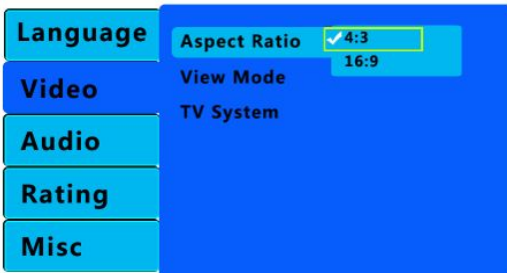 Language
Video
Audio
Rating
Misc
Aspect Ratio
4:3
16:9
View Mode
TV System